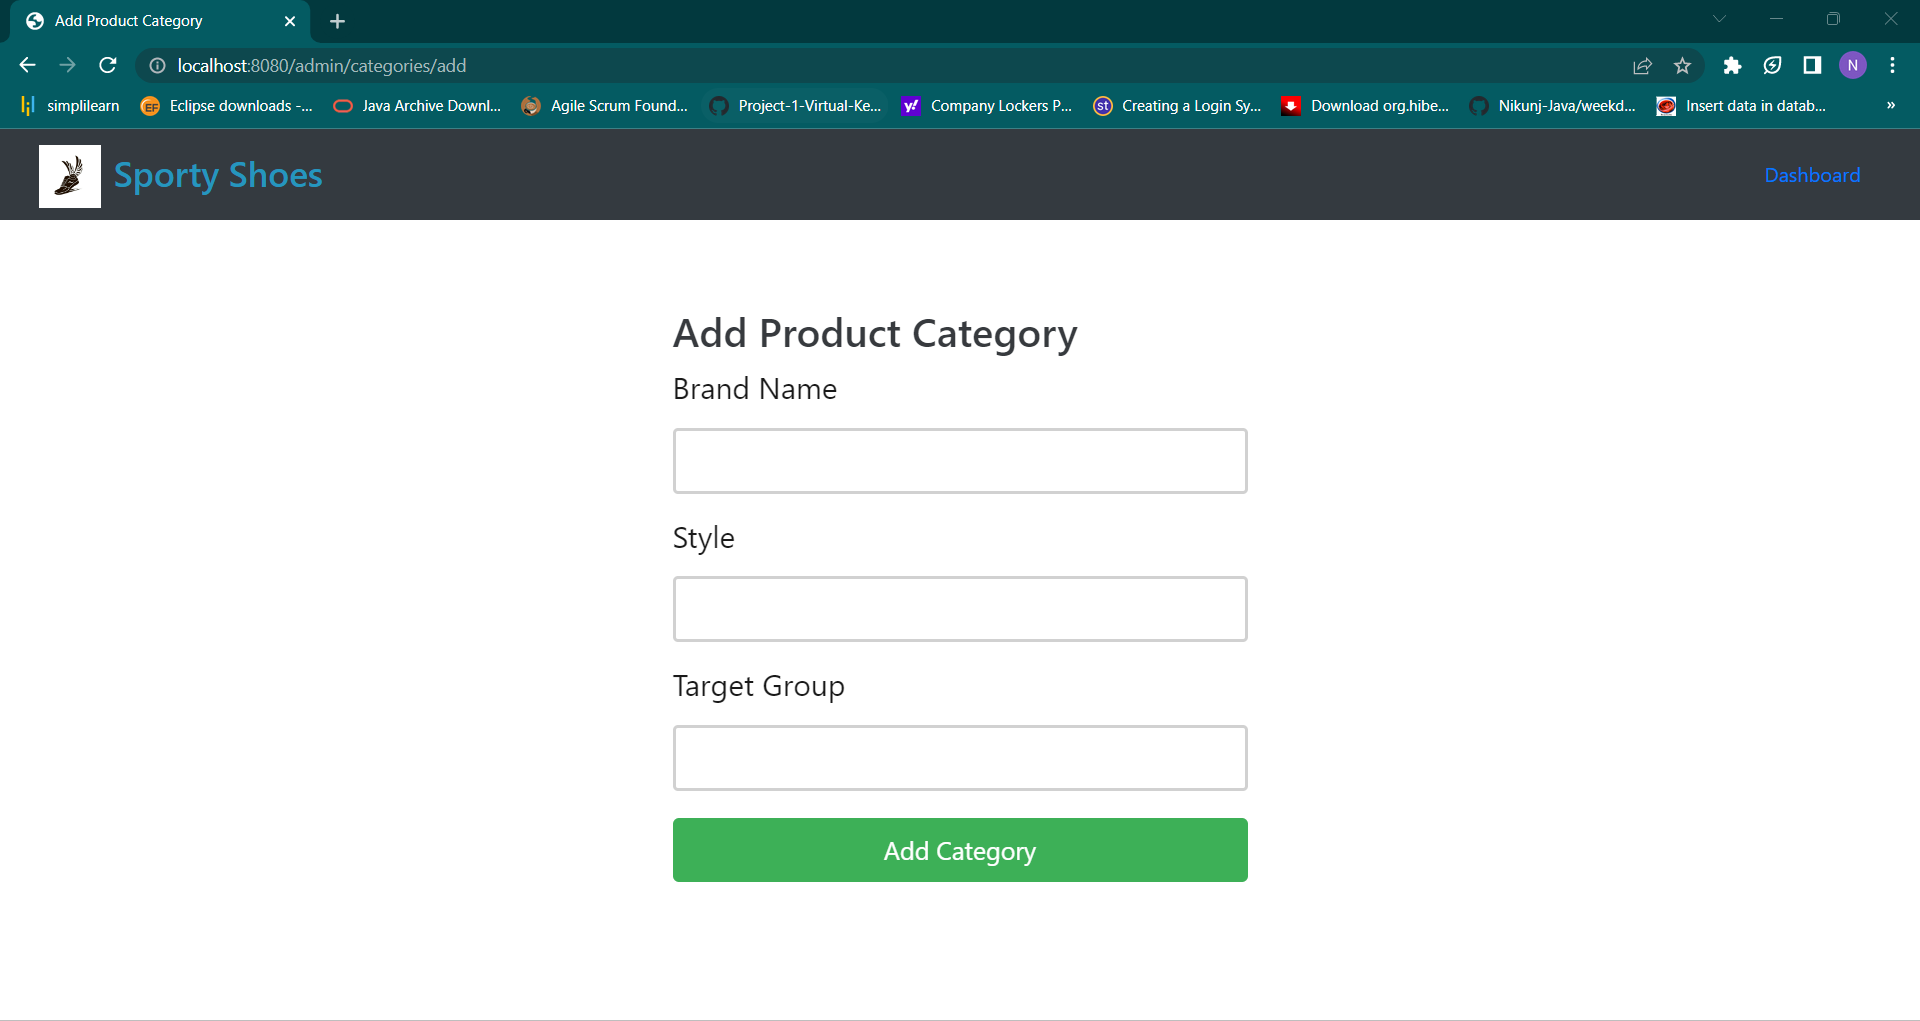 Add Product Category
localhost:8080/admin/categories/add
N
simplilearn EF Eclipse downloads -... Java Archive Downl... Agile Scrum Found... Project-1-Virtual-Ke... y! Company Lockers P... st Creating a Login Sy... Download org.hibe... Nikunj-Java/weekd... Insert data in datab... »
Sporty Shoes
Dashboard
Add Product Category
Brand Name
Style
Target Group
Add Category